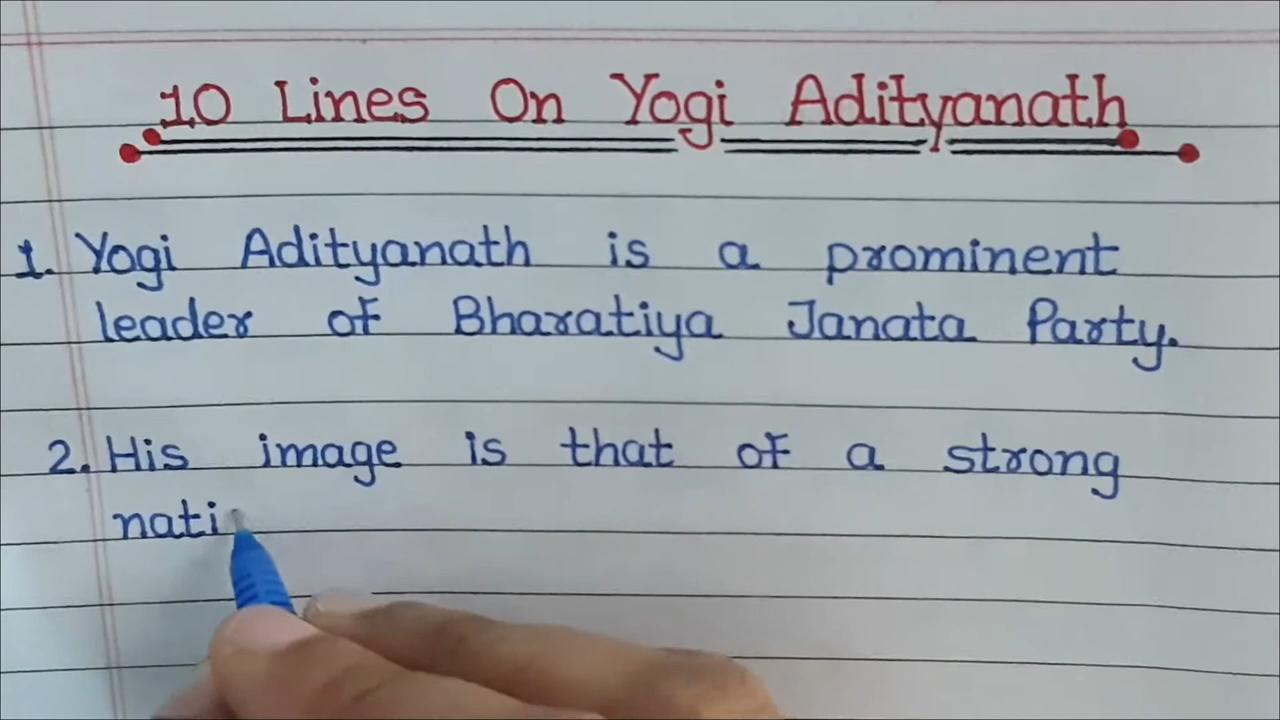 10 Lines On Yogi Adityanath
1. Yogi Adityanath is a prominent
leader of Bharatiya Janata Party.
2. His image is that of a strong
nati